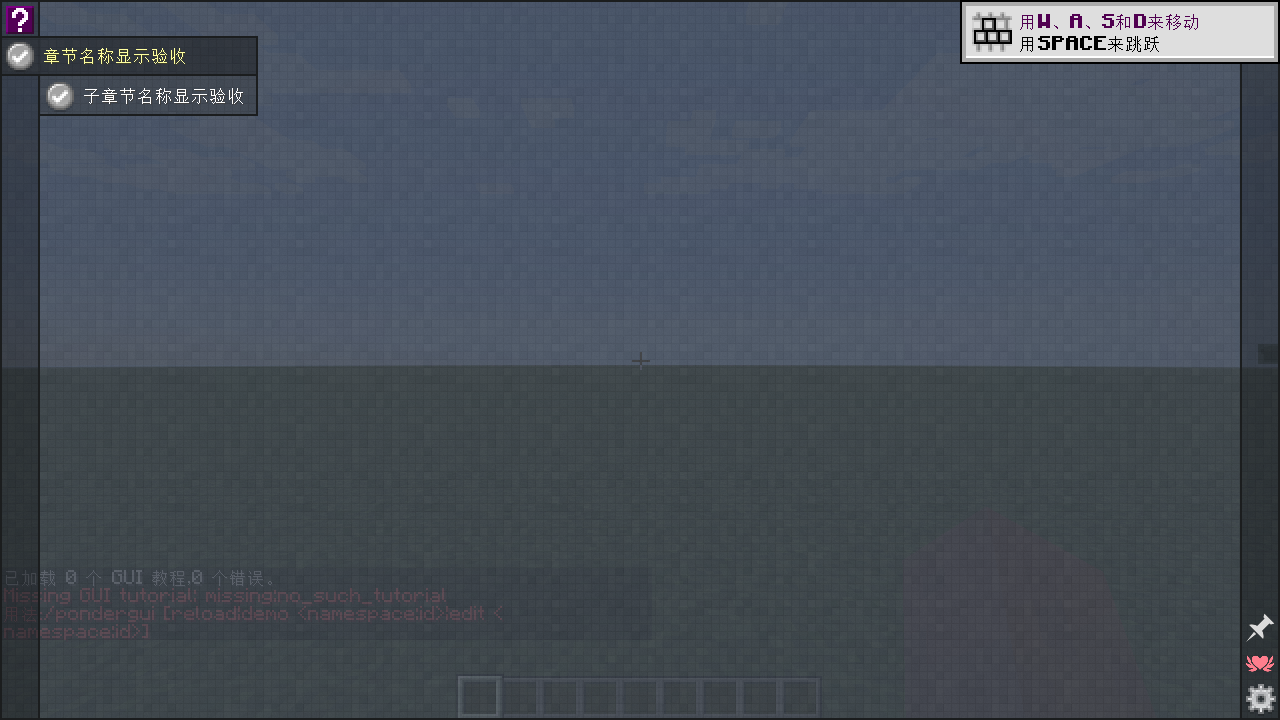 ?
章节名称显示验收
子章节名称显示验收
用W、A、S和D来移动
用SPACE来跳跃
已加载 0 个 GUI 教程,0 个错误。
Missing GUI tutorial: missing:no_such_tutorial
用法:/pondergui [reload|demo <namespace:id>|edit <
namespace:id>]